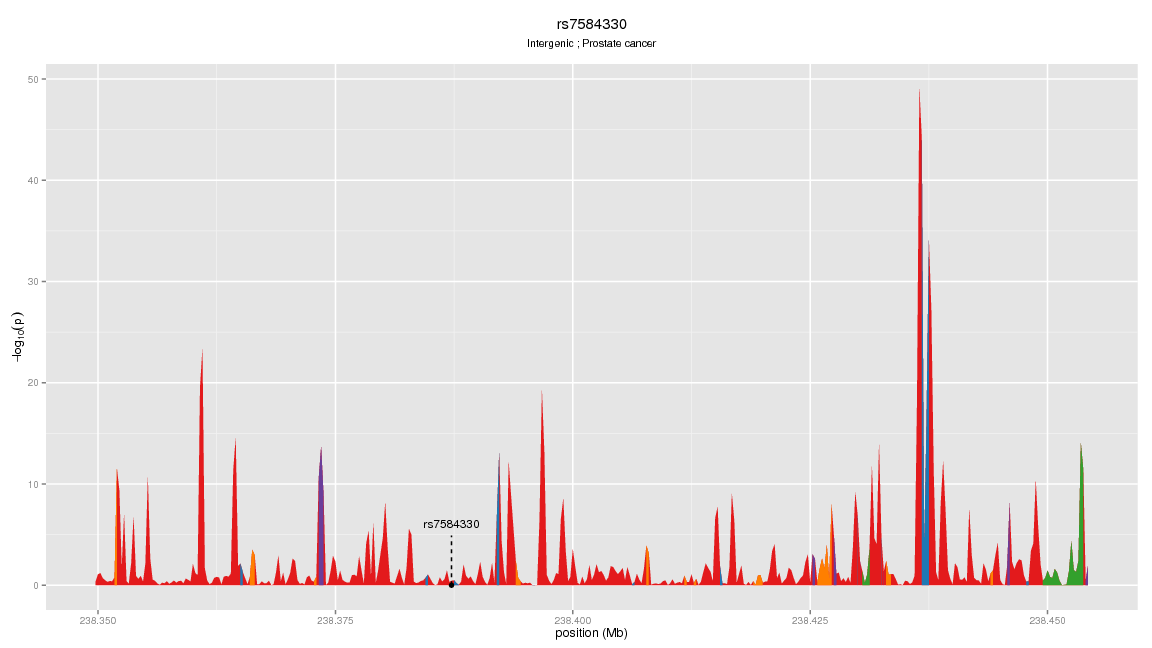 rs7584330
Intergenic ; Prostate cancer
50
40
30
20
10
0
−log10(p)
rs7584330
238.350
238.375
238.400
238.425
238.450
position (Mb)